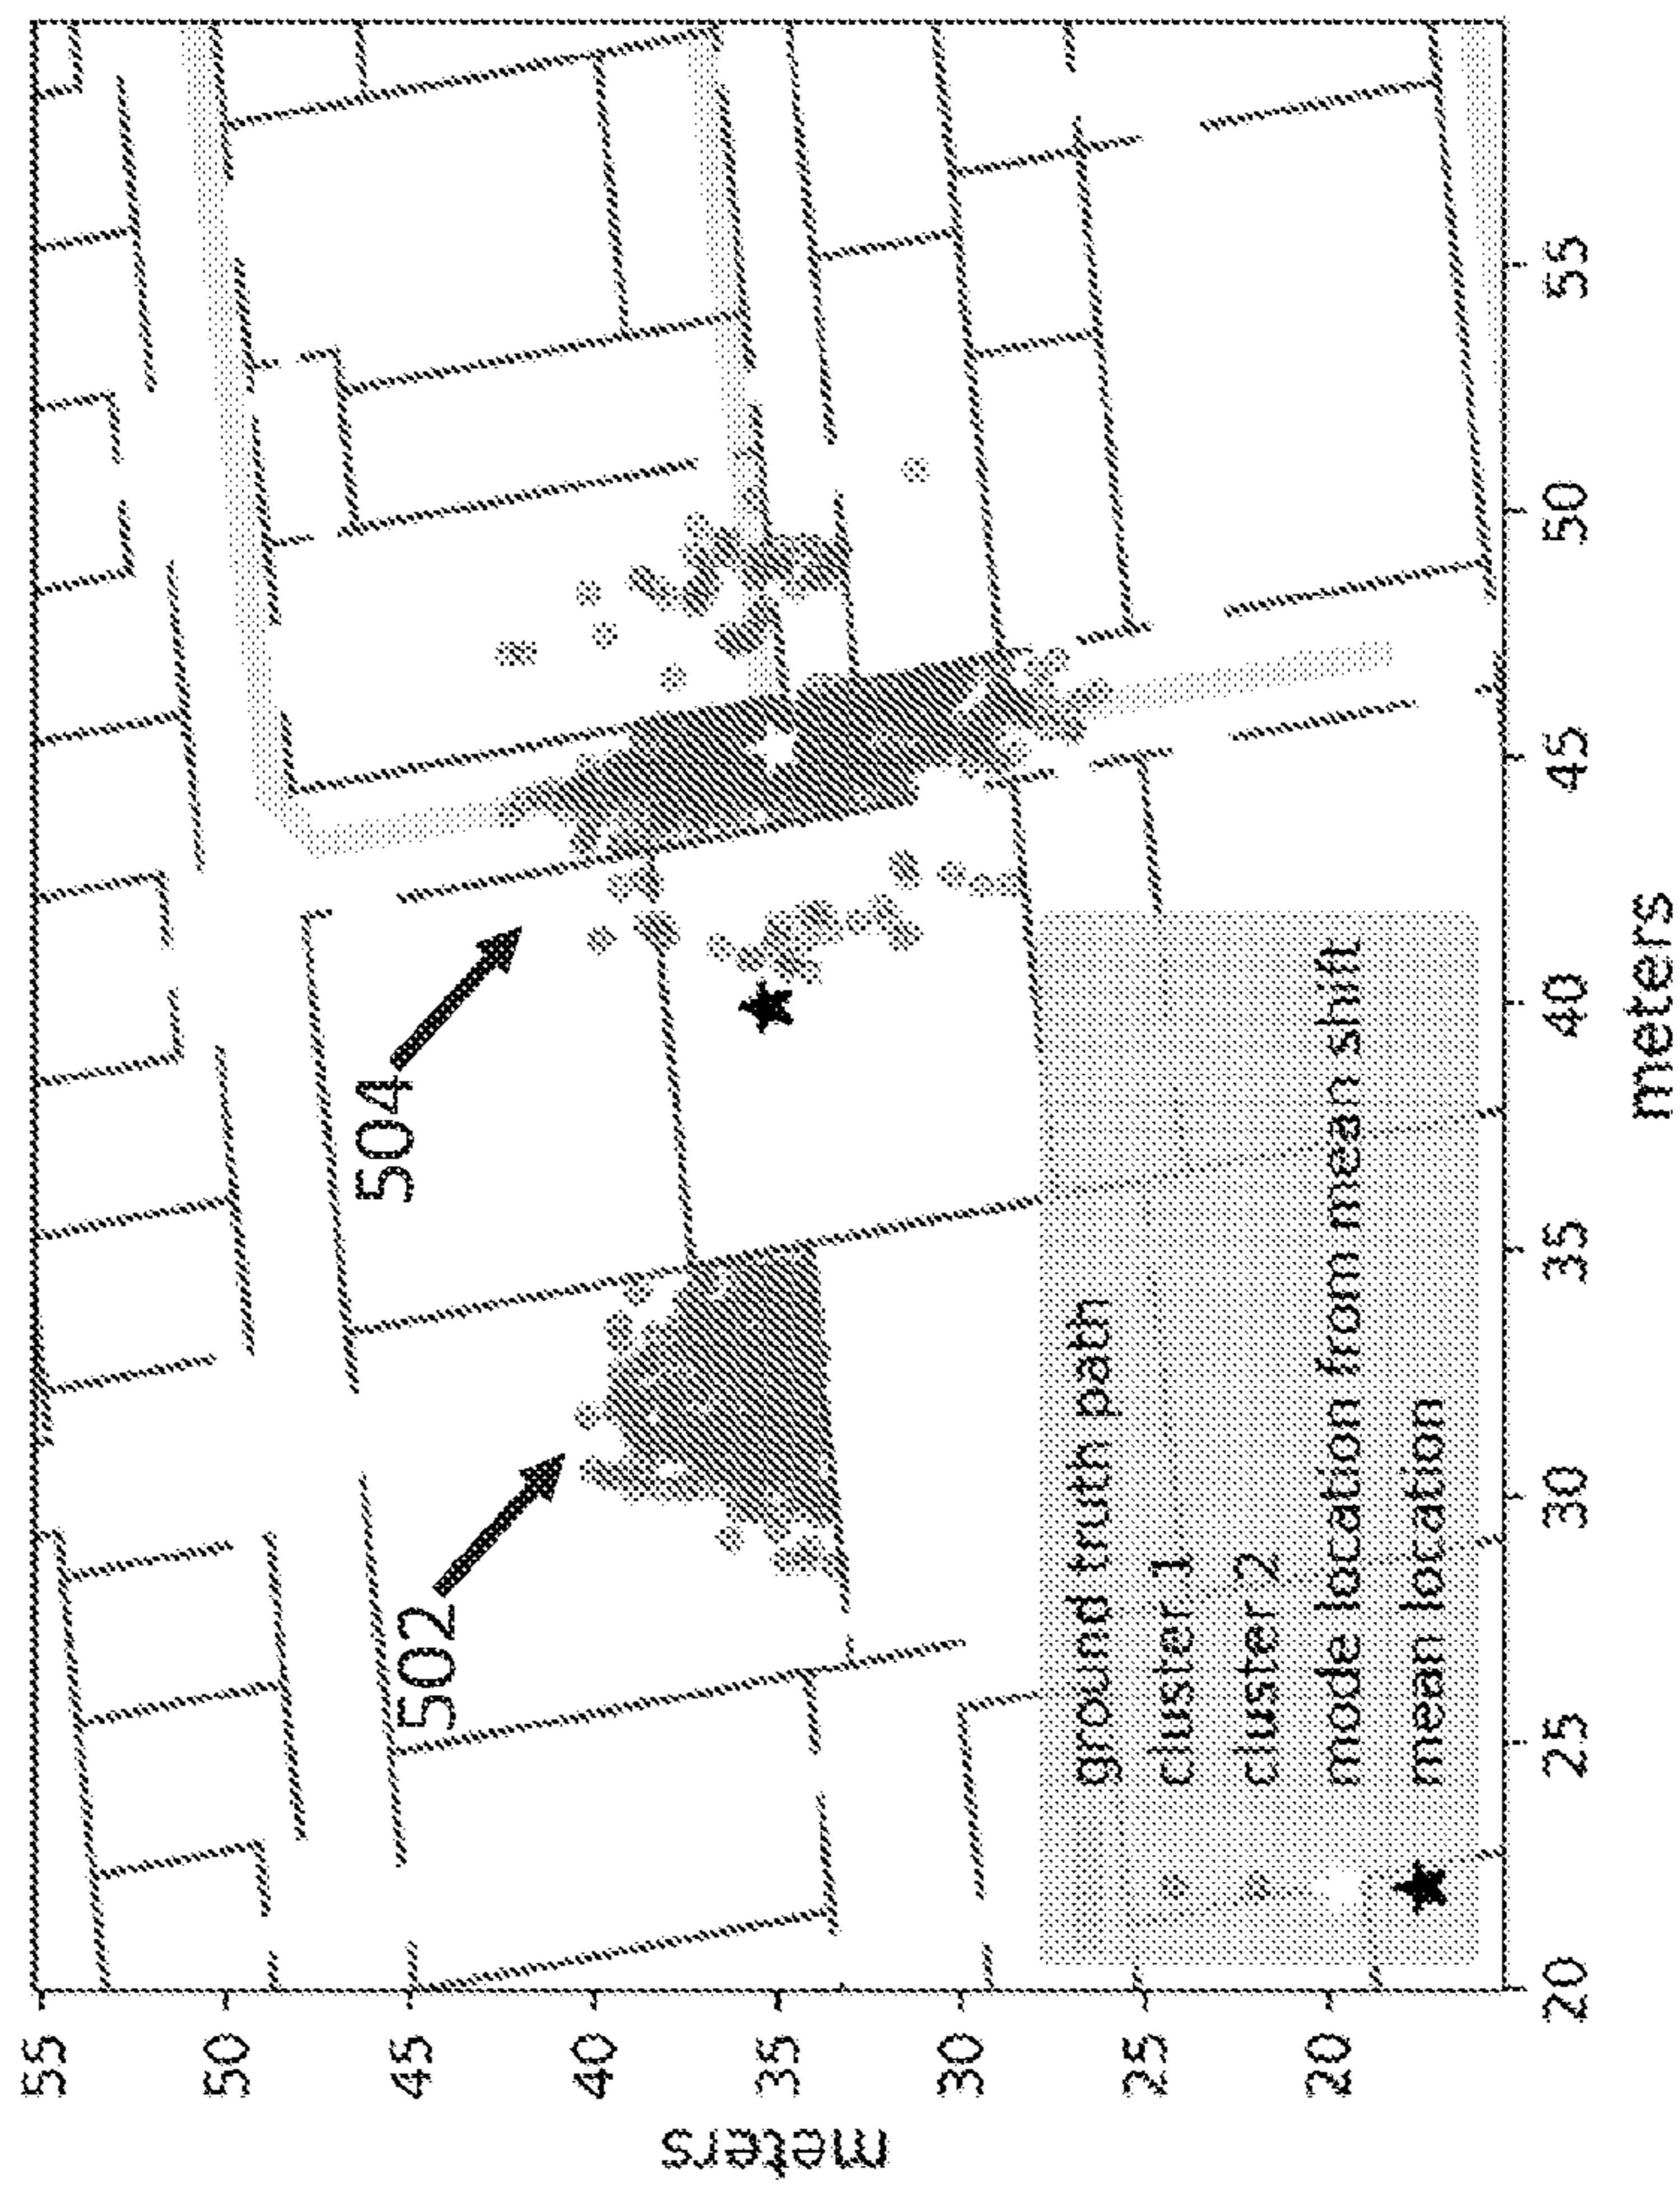 meters
55
50
45
40
35
30
25
20
502
504
ground truth path
cluster 1
cluster 2
mode location from mean shift
mean location
20
25
30
35
40
45
50
55
meters